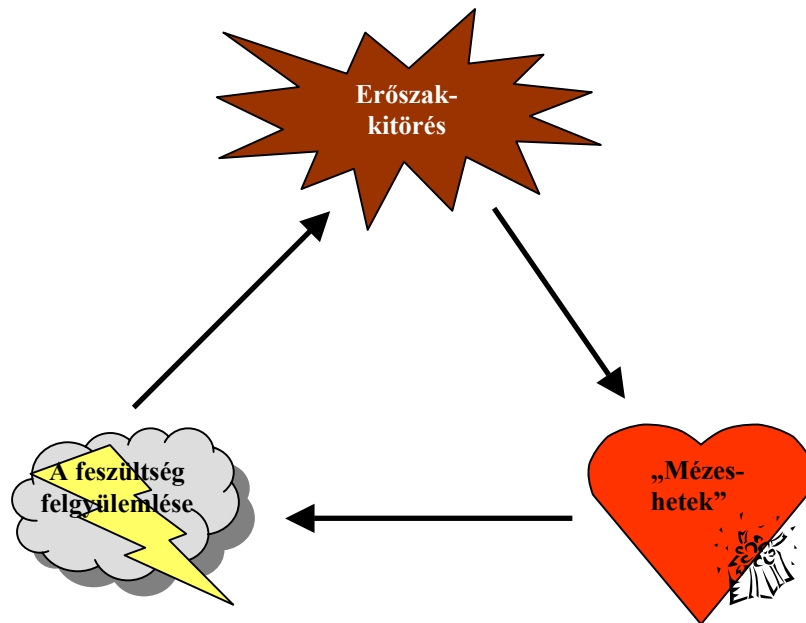 Erőszak-
kitörés
A feszültség
felgyülemlése
„Mézes-
hetek”